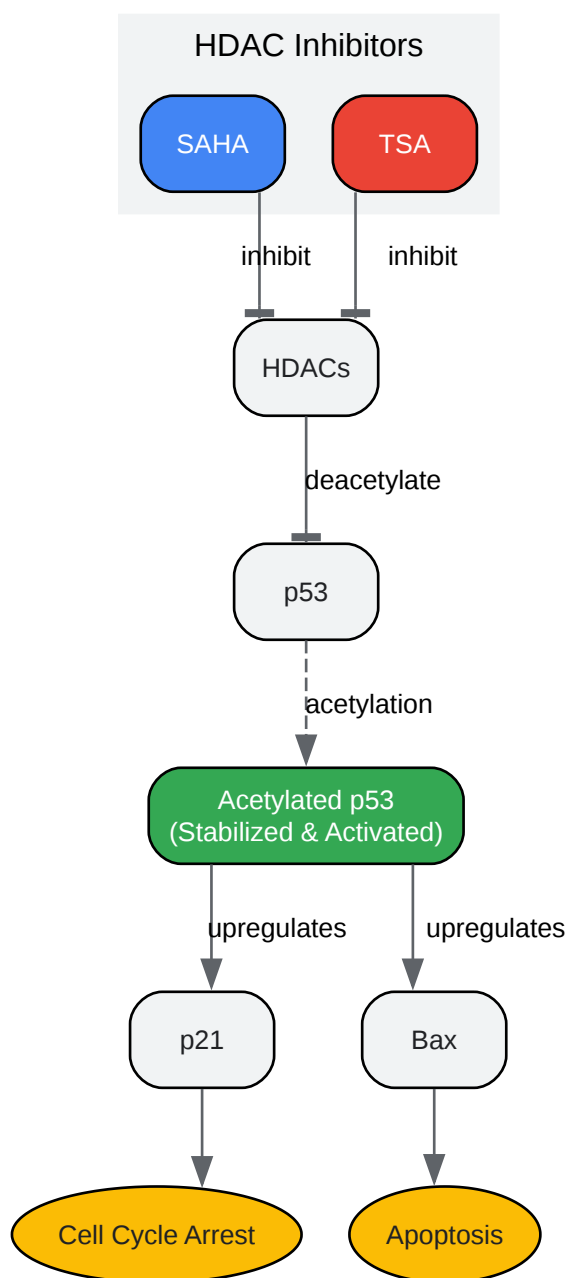 HDAC Inhibitors
SAHA
TSA
inhibit
inhibit
HDACs
deacetylate
p53
acetylation
Acetylated p53
(Stabilized & Activated)
upregulates
upregulates
p21
Bax
Cell Cycle Arrest
Apoptosis